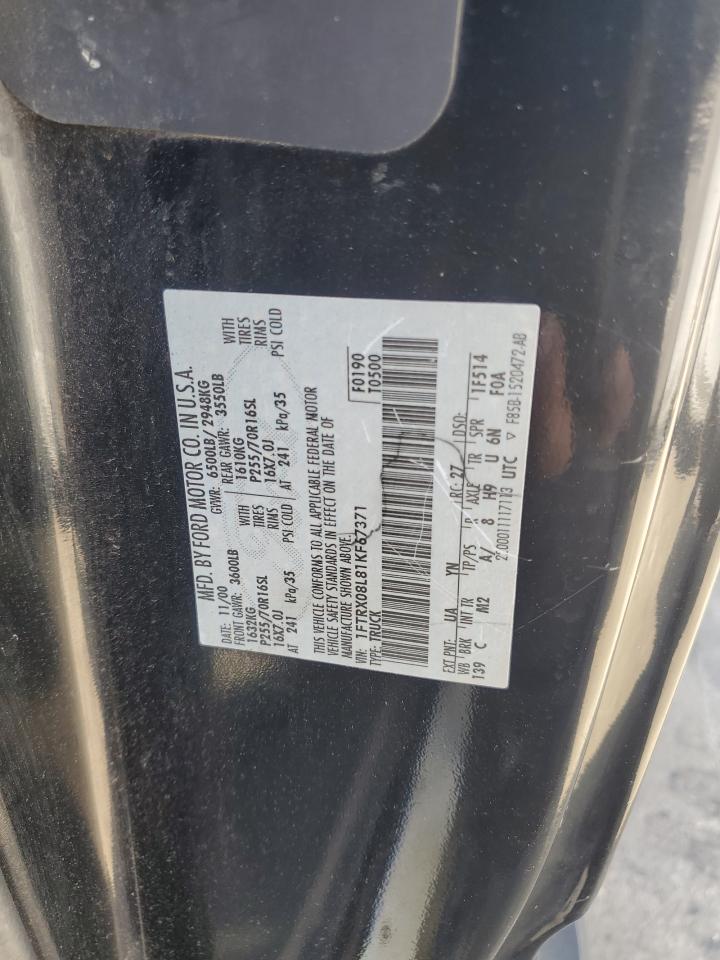 MFD. BY FORD MOTOR CO. IN U.S.A.
DATE: 11/00 GVWR: 6500LB/ 2948KG
FRONT GAWR: 3600LB REAR GAWR: 3550LB
1632KG WITH 1610KG WITH
P255/70R16SL TIRES P255/70R16SL TIRES
16X7.0J RIMS 16X7.0J RIMS
AT 241 kPa/35 PSI COLD AT 241 kPa/35 PSI COLD
THIS VEHICLE CONFORMS TO ALL APPLICABLE FEDERAL MOTOR
VEHICLE SAFETY STANDARDS IN EFFECT ON THE DATE OF
MANUFACTURE SHOWN ABOVE.
VIN: 1FTRX08L81KF67371 F0190
TYPE: TRUCK T0500
EXT PNT: UA YN RC: 27 DSO:
WB BRK INT TR TP/PS R AXLE TR SPR 1F514
139 C M2 A/ 8 H9 U 6N F0A
UTC ▽ F85B-1520472-AB